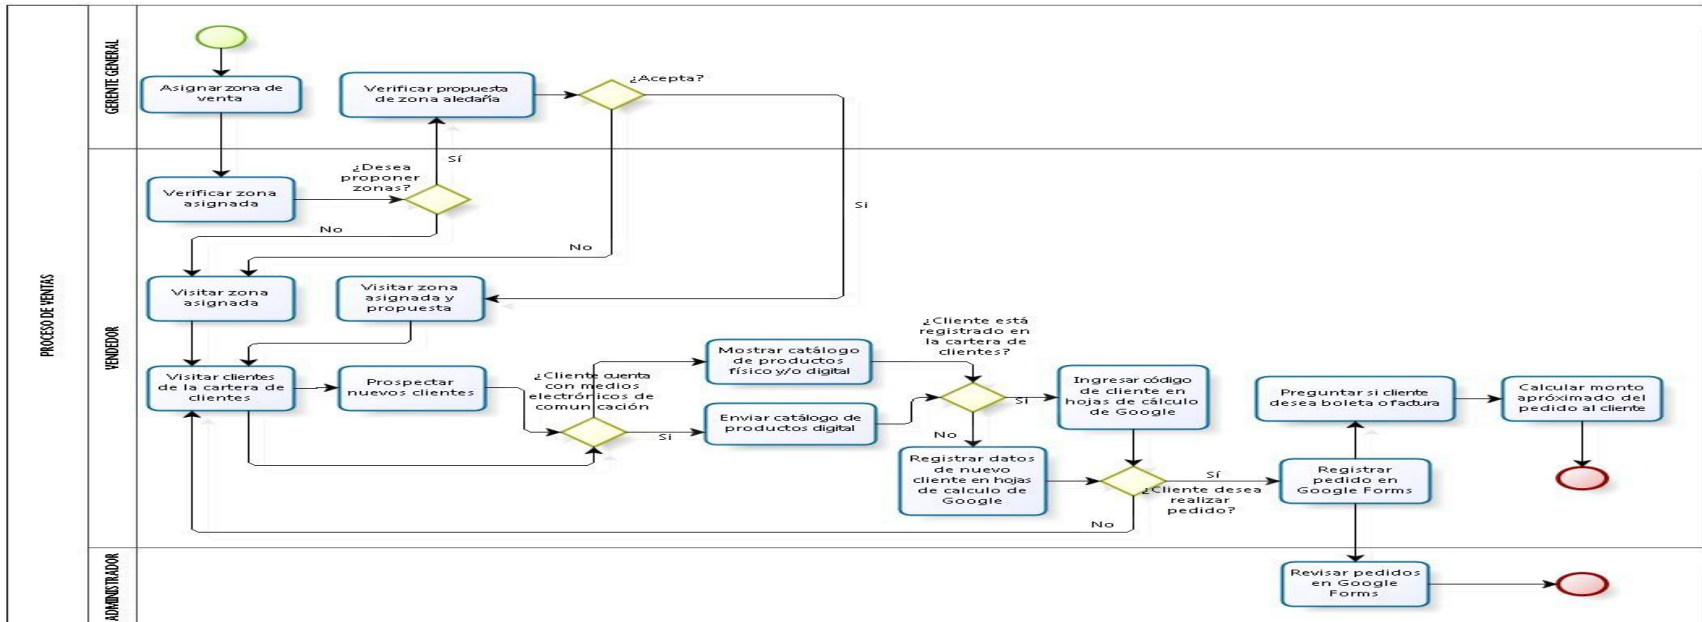 PROCESO DE VENTAS
GERENTE GENERAL
Asignar zona de
venta
Verificar propuesta
de zona aledaña
¿Acepta?
Si
VENDEDOR
Verificar zona
asignada
¿Desea
proponer
zonas?
Sí
No
No
Visitar zona
asignada
Visitar zona
asignada y
propuesta
Visitar clientes
de la cartera de
clientes
Prospectar
nuevos clientes
¿Cliente cuenta
con medios
electrónicos de
comunicación
Si
Mostrar catálogo
de productos
físico y/o digital
Enviar catálogo de
productos digital
¿Cliente está
registrado en
la cartera de
clientes?
Si
No
Ingresar código
de cliente en
hojas de cálculo
de Google
Registrar datos
de nuevo
cliente en hojas
de calculo de
Google
¿Cliente desea
realizar
pedido?
Sí
No
Registrar
pedido en
Google Forms
Preguntar si cliente
desea boleta o factura
Calcular monto
apróximado del
pedido al cliente
ADMINISTRADOR
Revisar pedidos
en Google
Forms